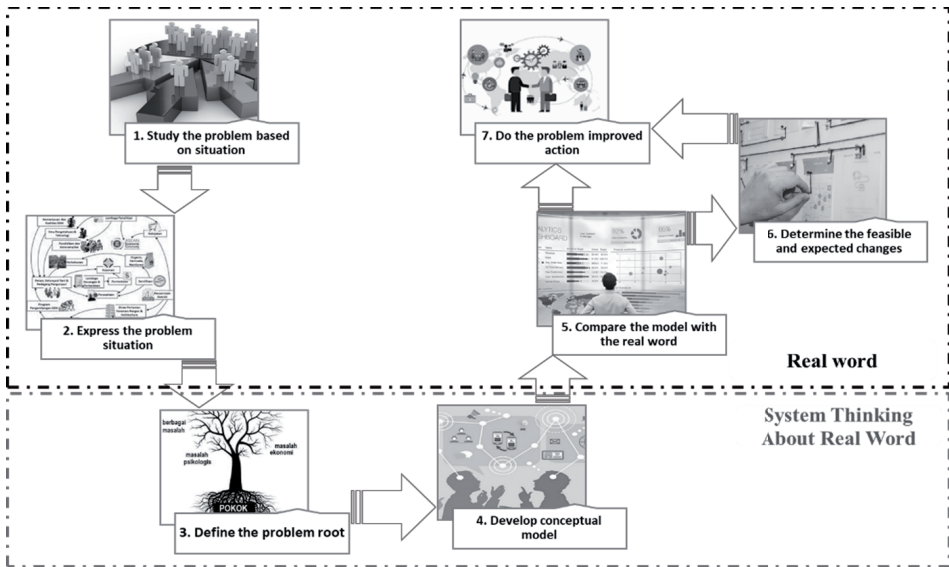 1. Study the problem based
on situation
2. Express the problem
situation
berbagai
masalah
masalah
psikologis
masalah
ekonomi
POKOK
3. Define the problem root
4. Develop conceptual
model
5. Compare the model with
the real word
6. Determine the feasible
and expected changes
7. Do the problem improved
action
Real word
System Thinking
About Real Word